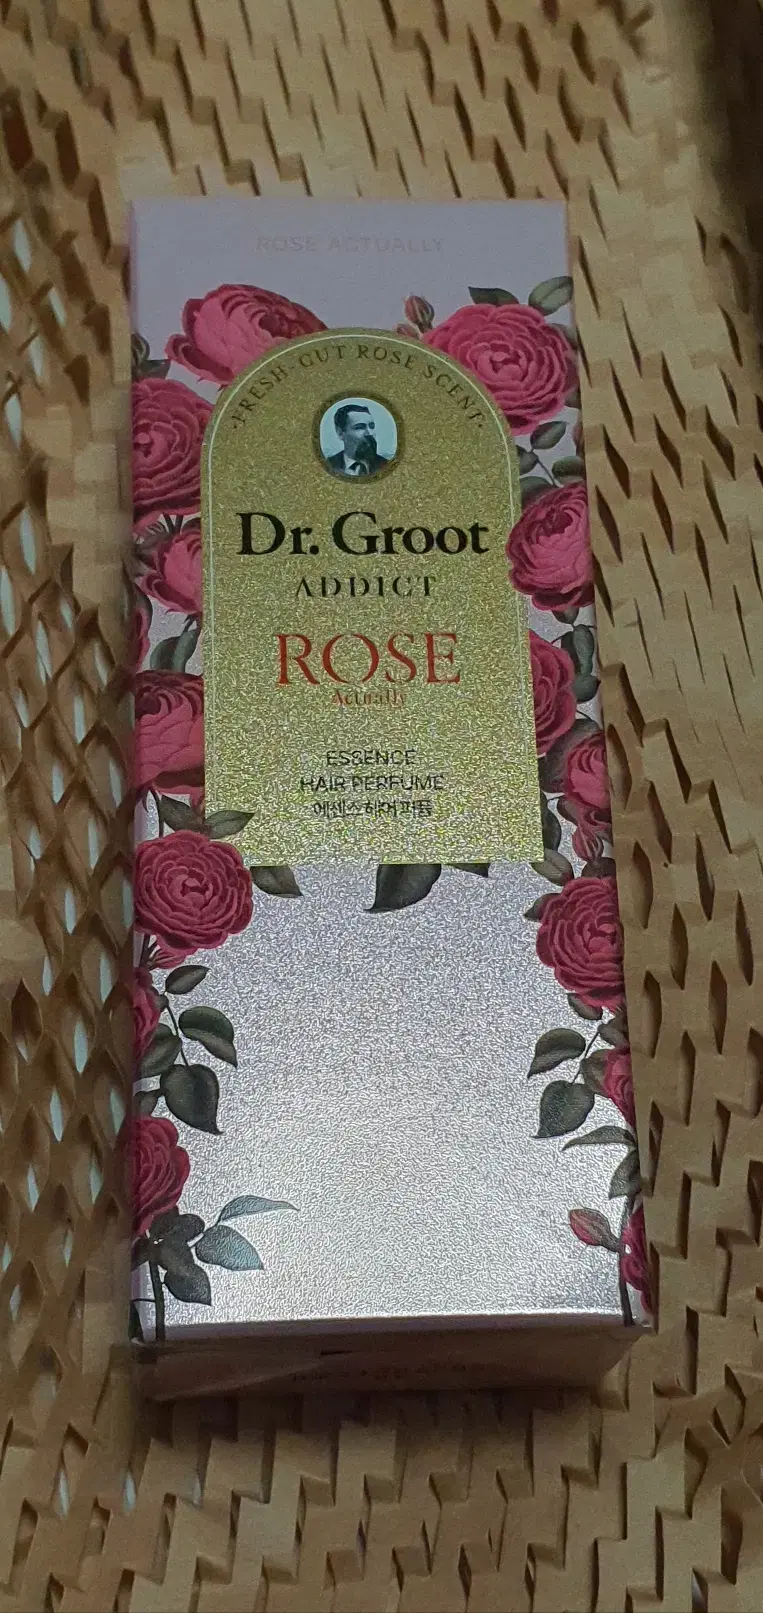 ROSE ACTUALLY
·FRESH-CUT ROSE SCENT·
Dr. Groot
ADDICT
ROSE
Actually
ESSENCE
HAIR PERFUME
에센스 헤어 퍼퓸